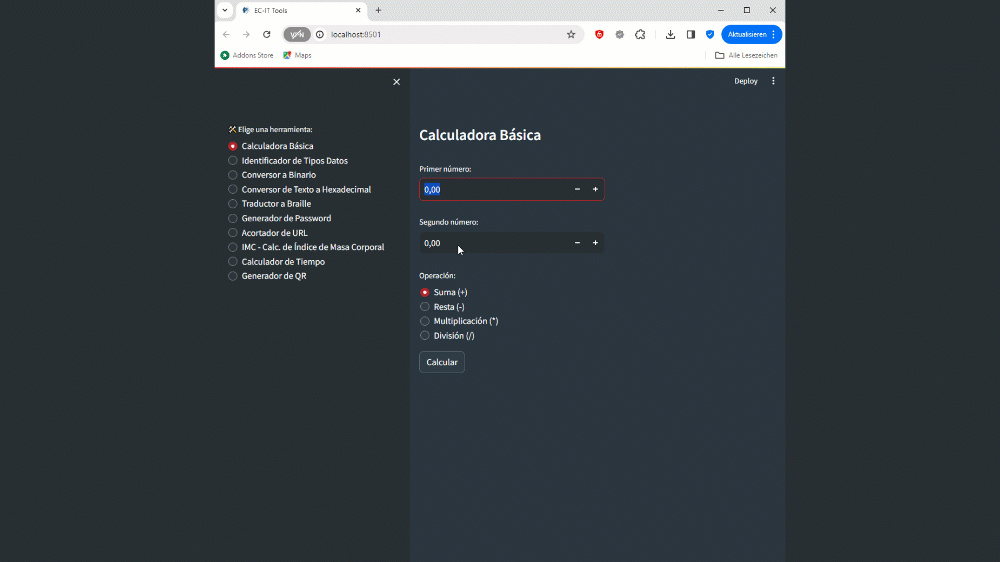 EC-IT Tools
VPN
localhost:8501
Aktualisieren
Addons Store
Maps
Alle Lesezeichen
Deploy
Elige una herramienta:
Calculadora Básica
Identificador de Tipos Datos
Conversor a Binario
Conversor de Texto a Hexadecimal
Traductor a Braille
Generador de Password
Acortador de URL
IMC - Calc. de Índice de Masa Corporal
Calculador de Tiempo
Generador de QR
Calculadora Básica
Primer número:
0,00
Segundo número:
0,00
Operación:
Suma (+)
Resta (-)
Multiplicación (*)
División (/)
Calcular